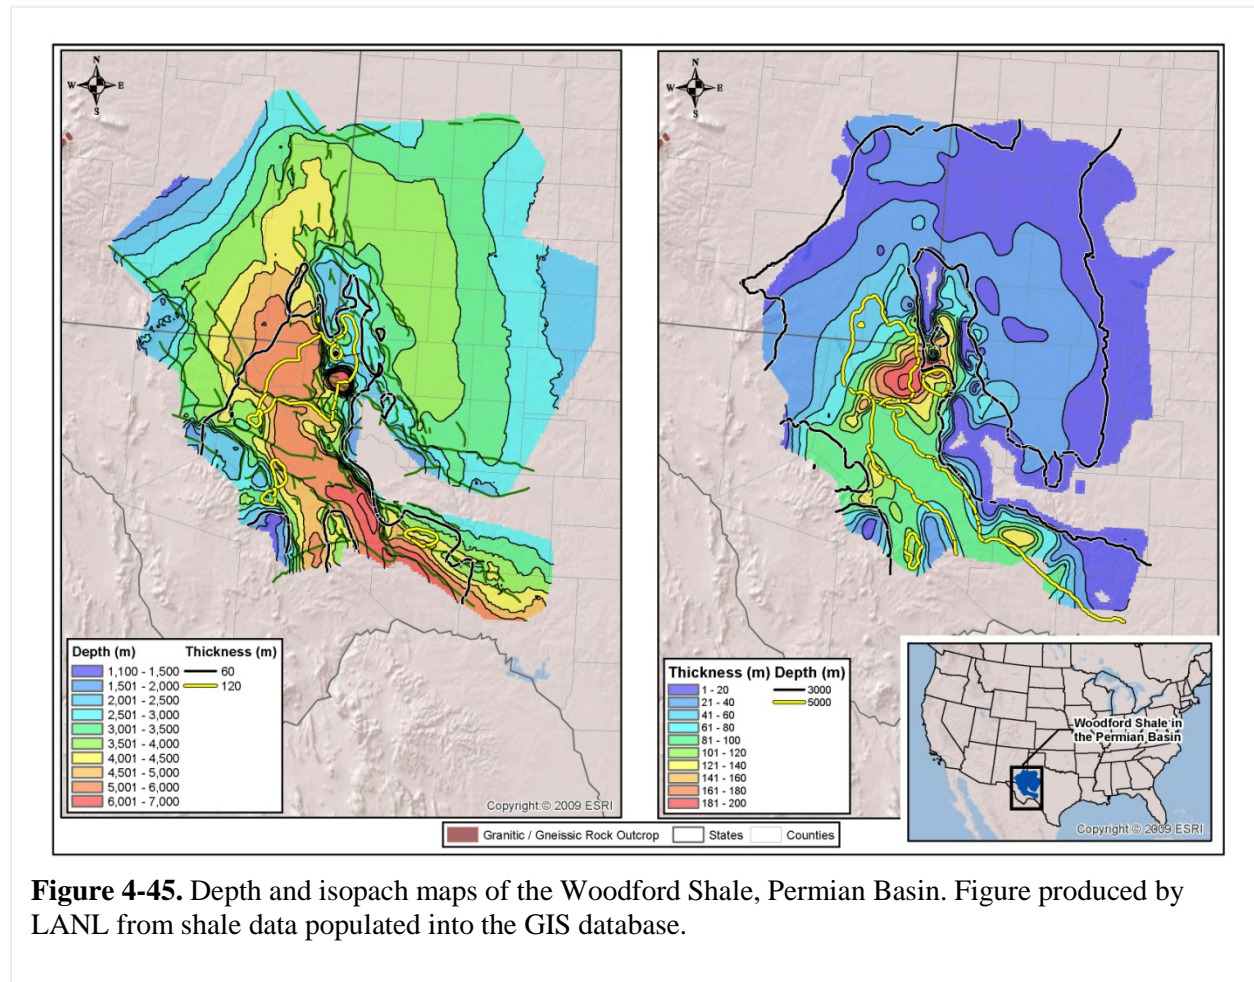 N
W E
S
Depth (m) Thickness (m)
1,100 - 1,500 60
1,501 - 2,000 120
2,001 - 2,500
2,501 - 3,000
3,001 - 3,500
3,501 - 4,000
4,001 - 4,500
4,501 - 5,000
5,001 - 6,000
6,001 - 7,000
Copyright:© 2009 ESRI
N
W E
S
Thickness (m) Depth (m)
1 - 20 3000
21 - 40 5000
41 - 60
61 - 80
81 - 100
101 - 120
121 - 140
141 - 160
161 - 180
181 - 200
Woodford Shale in
the Permian Basin
Copyright:© 2009 ESRI
Granitic / Gneissic Rock Outcrop States Counties
Figure 4-45. Depth and isopach maps of the Woodford Shale, Permian Basin. Figure produced by
LANL from shale data populated into the GIS database.